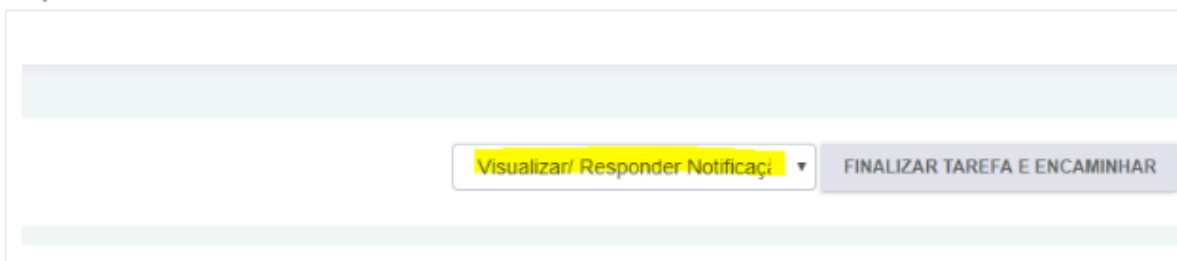 Visualizar/ Responder Notificaçã
FINALIZAR TAREFA E ENCAMINHAR